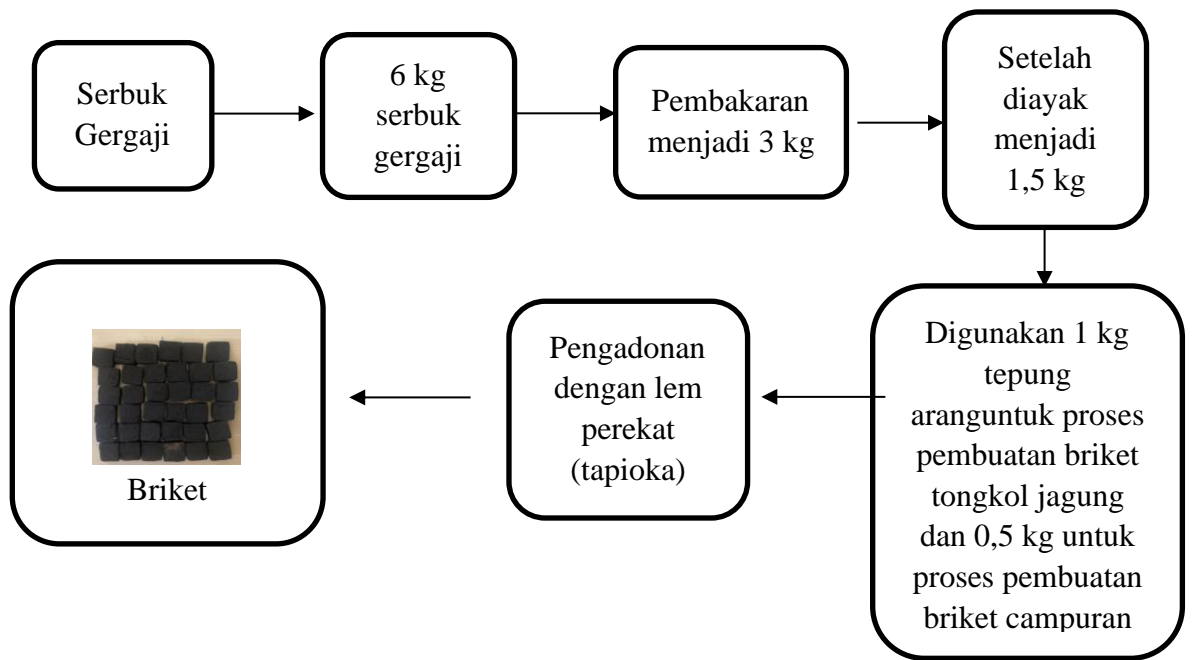 Serbuk
Gergaji
6 kg
serbuk
gergaji
Pembakaran
menjadi 3 kg
Setelah
diayak
menjadi
1,5 kg
Digunakan 1 kg
tepung
aranguntuk proses
pembuatan briket
tongkol jagung
dan 0,5 kg untuk
proses pembuatan
briket campuran
Pengadonan
dengan lem
perekat
(tapioka)
Briket